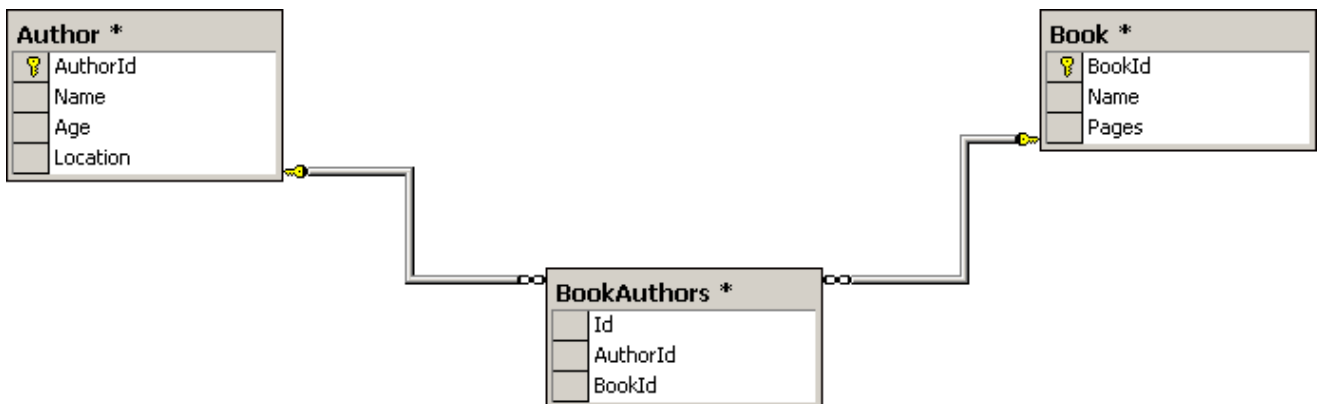 Author *
AuthorId
Name
Age
Location
Book *
BookId
Name
Pages
BookAuthors *
Id
AuthorId
BookId